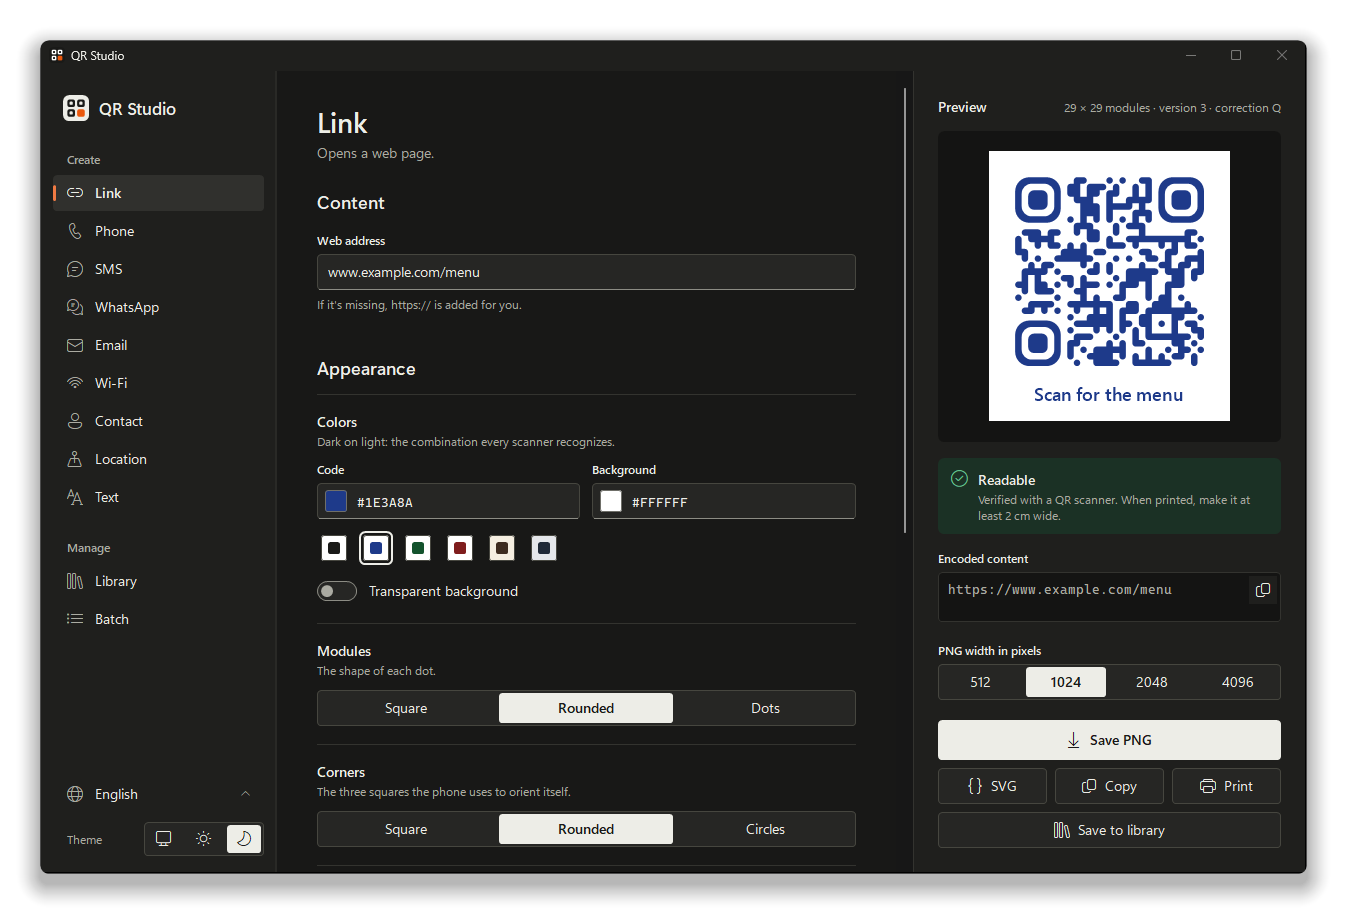 QR Studio
QR Studio
Create
Link
Phone
SMS
WhatsApp
Email
Wi-Fi
Contact
Location
Text
Manage
Library
Batch
English
Theme
Link
Opens a web page.
Content
Web address
www.example.com/menu
If it's missing, https:// is added for you.
Appearance
Colors
Dark on light: the combination every scanner recognizes.
Code
Background
#1E3A8A
#FFFFFF
Transparent background
Modules
The shape of each dot.
Square
Rounded
Dots
Corners
The three squares the phone uses to orient itself.
Square
Rounded
Circles
Preview
29 × 29 modules · version 3 · correction Q
Scan for the menu
Readable
Verified with a QR scanner. When printed, make it at
least 2 cm wide.
Encoded content
https://www.example.com/menu
PNG width in pixels
512
1024
2048
4096
Save PNG
SVG
Copy
Print
Save to library